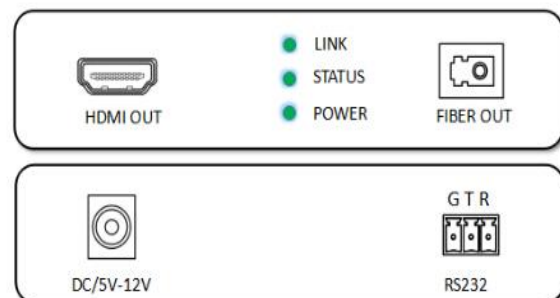 LINK
STATUS
POWER
HDMI OUT
FIBER OUT
G T R
DC/5V-12V
RS232